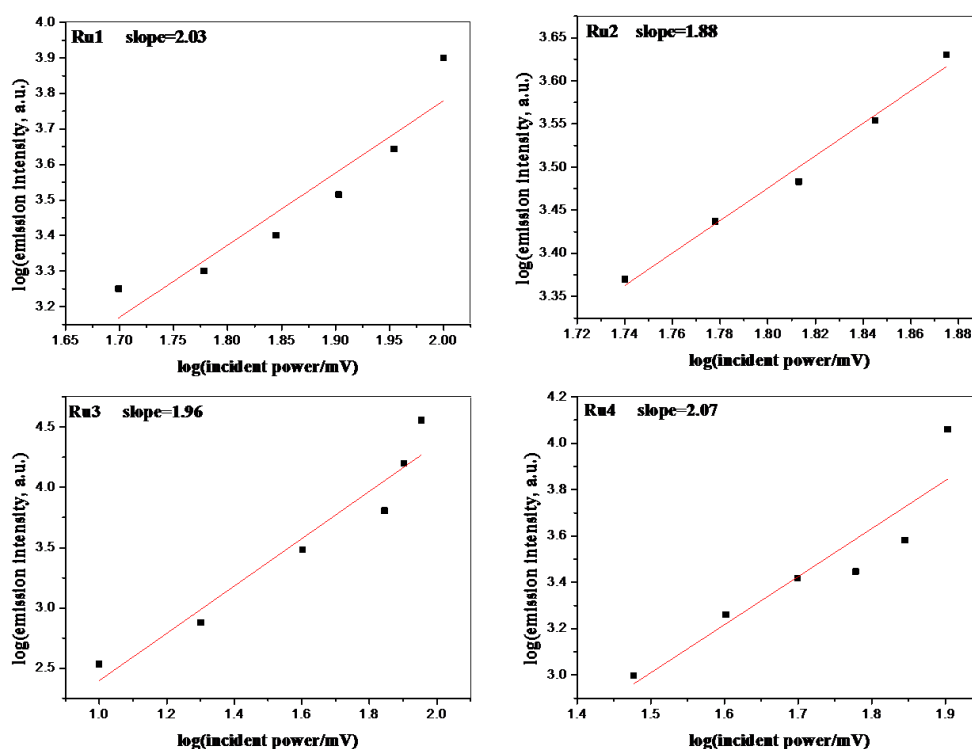 Ru1 slope=2.03
log(emission intensity, a.u.)
4.0
3.9
3.8
3.7
3.6
3.5
3.4
3.3
3.2
1.65 1.70 1.75 1.80 1.85 1.90 1.95 2.00
log(incident power/mV)
Ru2 slope=1.88
log(emission intensity, a.u.)
3.65
3.60
3.55
3.50
3.45
3.40
3.35
1.72 1.74 1.76 1.78 1.80 1.82 1.84 1.86 1.88
log(incident power/mV)
Ru3 slope=1.96
log(emission intensity, a.u.)
4.5
4.0
3.5
3.0
2.5
1.0 1.2 1.4 1.6 1.8 2.0
log(incident power/mV)
Ru4 slope=2.07
log(emission intensity, a.u.)
4.2
4.0
3.8
3.6
3.4
3.2
3.0
1.4 1.5 1.6 1.7 1.8 1.9
log(incident power/mV)